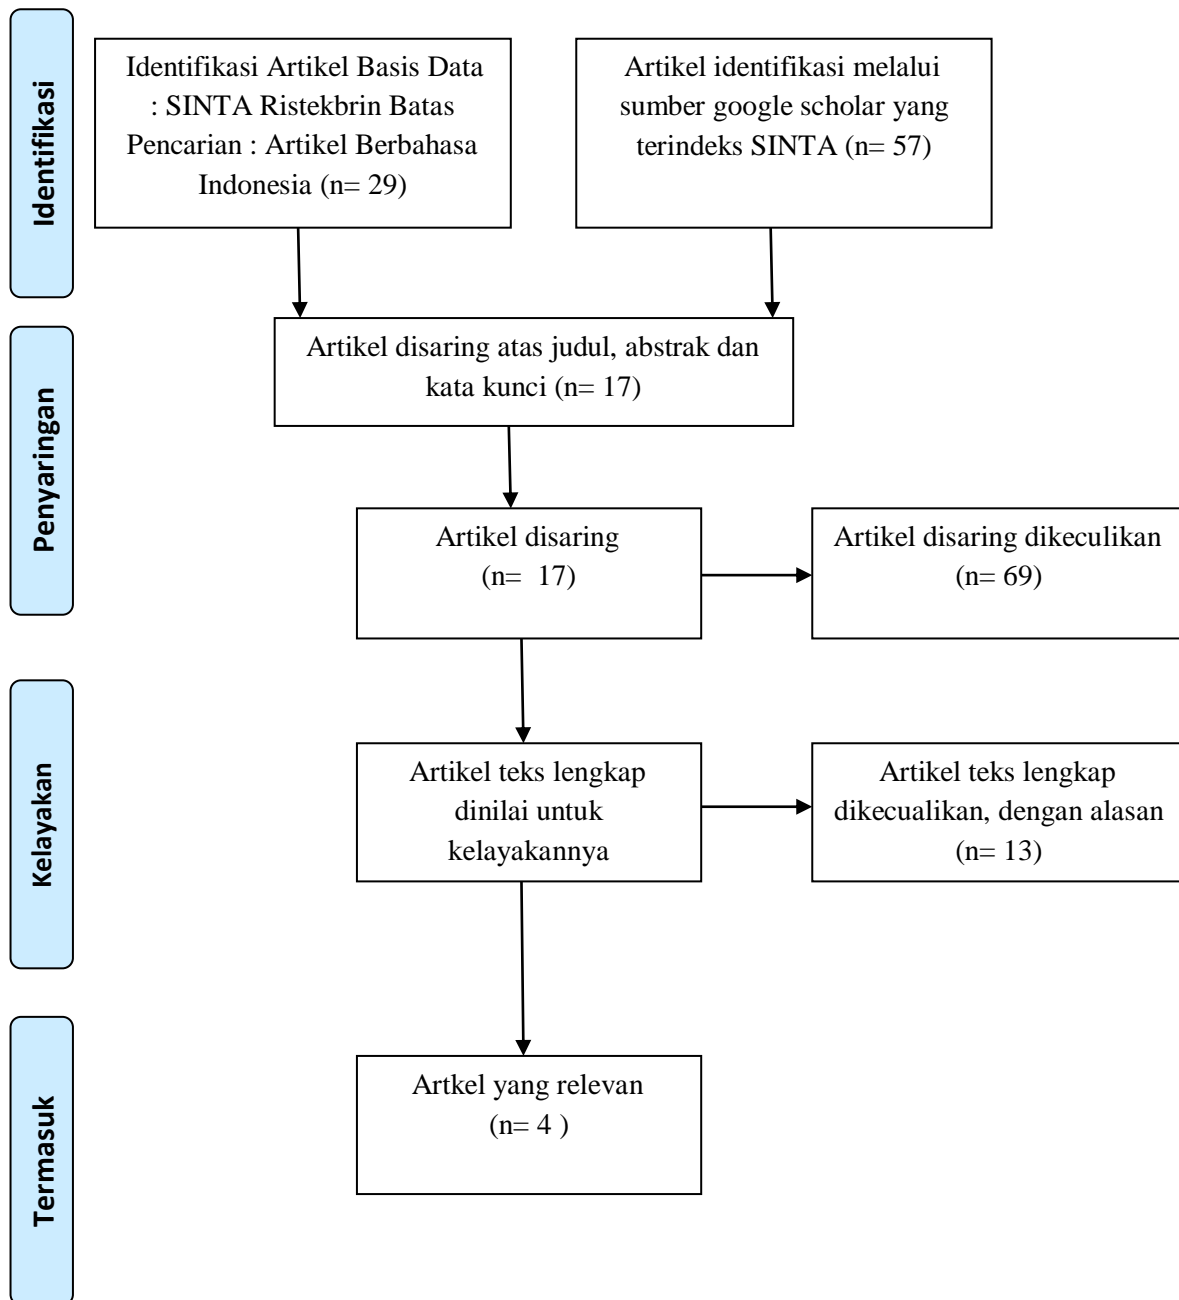 Identifikasi
Identifikasi Artikel Basis Data
: SINTA Ristekbrin Batas
Pencarian : Artikel Berbahasa
Indonesia (n= 29)
Artikel identifikasi melalui
sumber google scholar yang
terindeks SINTA (n= 57)
Penyaringan
Artikel disaring atas judul, abstrak dan
kata kunci (n= 17)
Artikel disaring
(n=  17)
Artikel disaring dikeculikan
(n= 69)
Kelayakan
Artikel teks lengkap
dinilai untuk
kelayakannya
Artikel teks lengkap
dikecualikan, dengan alasan
(n= 13)
Termasuk
Artkel yang relevan
(n= 4 )